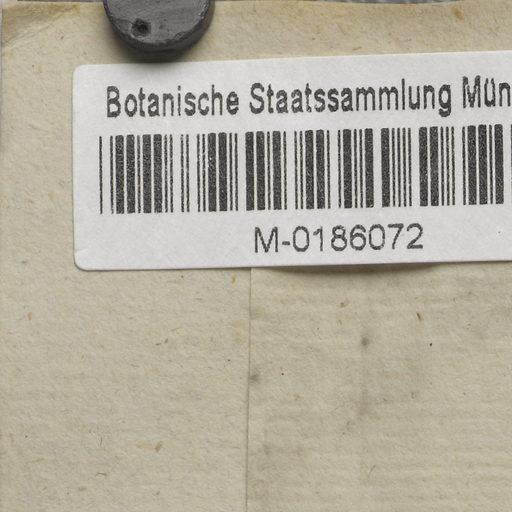 Botanische Staatssammlung Mün
M-0186072